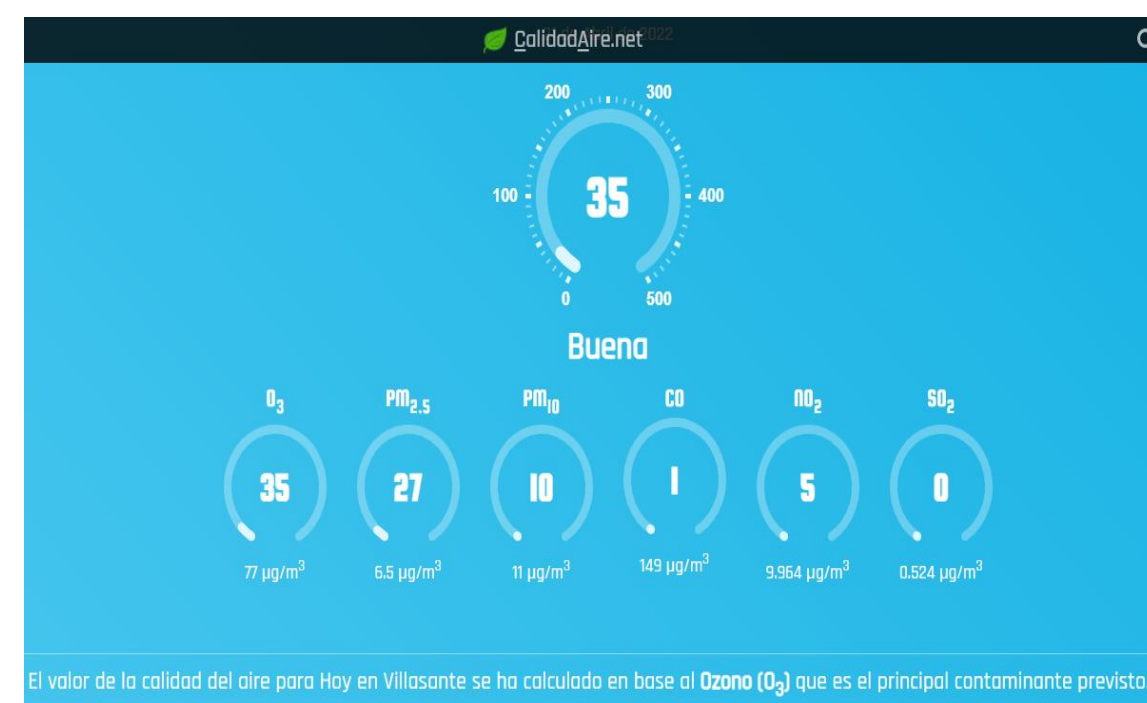 CalidadAire.net
200 300
100 35 400
0 500
Buena
O3 PM2.5 PM10 CO NO2 SO2
35 27 10 1 5 0
77 µg/m3 6.5 µg/m3 11 µg/m3 149 µg/m3 9.964 µg/m3 0.524 µg/m3
El valor de la calidad del aire para Hoy en Villasante se ha calculado en base al Ozono (O3) que es el principal contaminante previsto